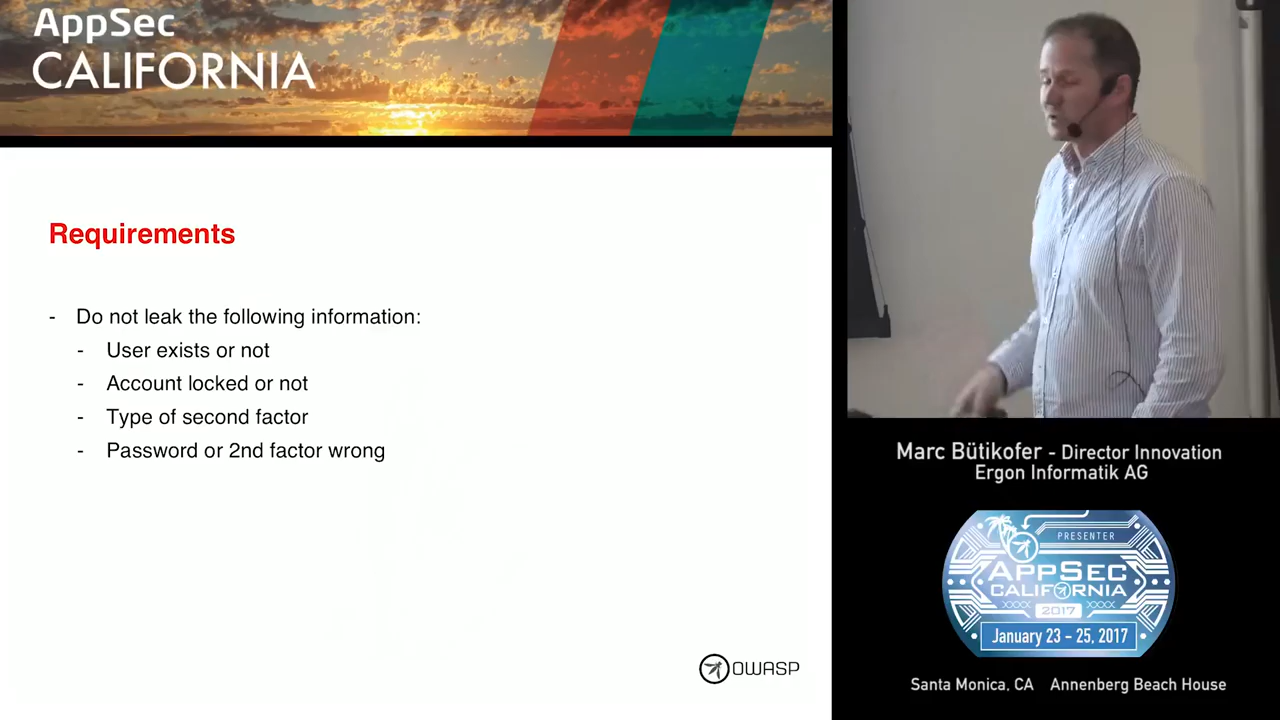 AppSec
CALIFORNIA
Requirements
- Do not leak the following information:
- User exists or not
- Account locked or not
- Type of second factor
- Password or 2nd factor wrong
OWASP
Marc Bütikofer - Director Innovation
Ergon Informatik AG
PRESENTER
APPSEC
CALIFORNIA
XXXX 2017 XXXX
January 23 - 25, 2017
Santa Monica, CA Annenberg Beach House